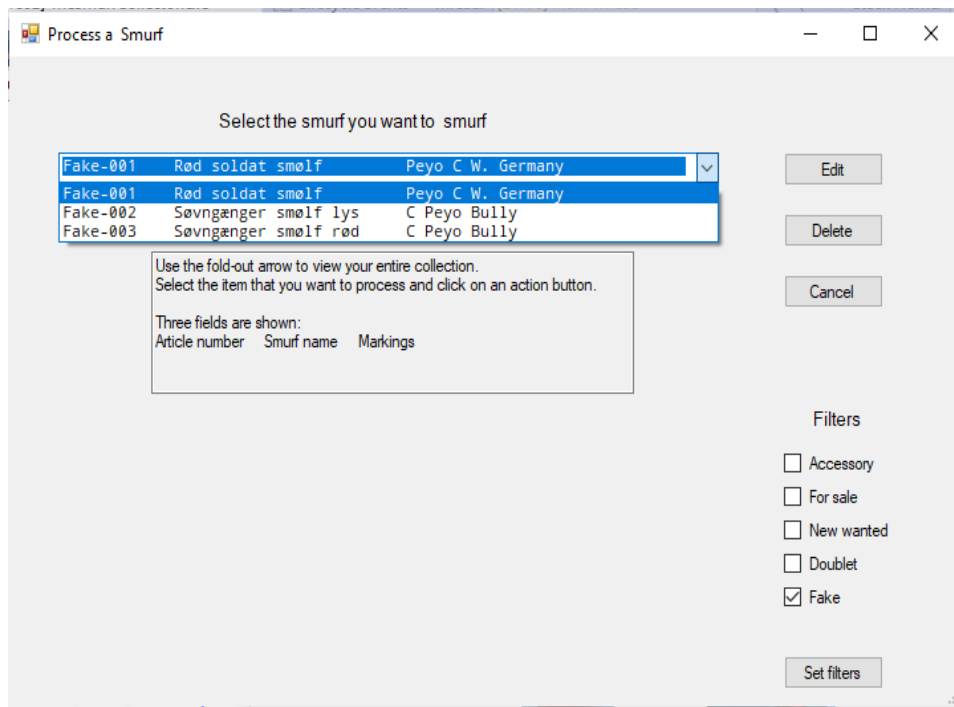 Process a Smurf
Select the smurf you want to smurf
Fake-001 Rød soldat smølf Peyo C W. Germany
Fake-001 Rød soldat smølf Peyo C W. Germany
Fake-002 Søvngænger smølf lys C Peyo Bully
Fake-003 Søvngænger smølf rød C Peyo Bully
Use the fold-out arrow to view your entire collection.
Select the item that you want to process and click on an action button.
Three fields are shown:
Article number Smurf name Markings
Edit
Delete
Cancel
Filters
Accessory
For sale
New wanted
Doublet
Fake
Set filters